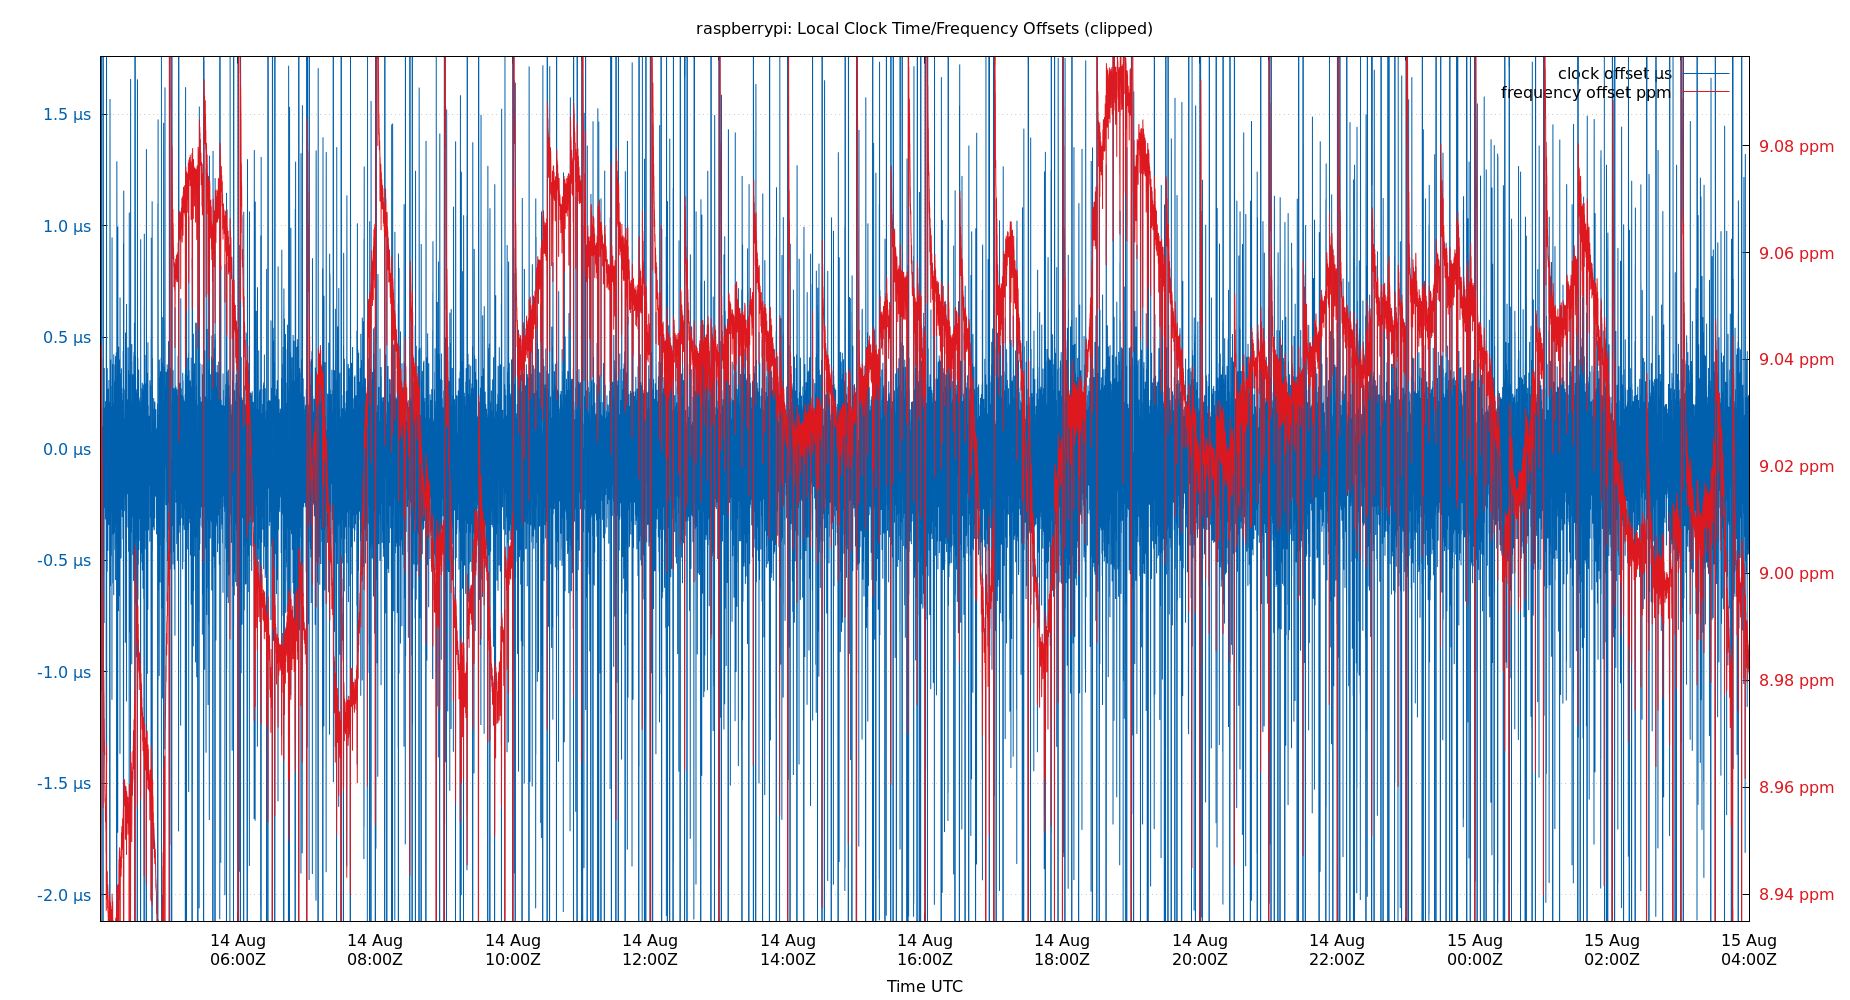 raspberrypi: Local Clock Time/Frequency Offsets (clipped)
clock offset µs
frequency offset ppm
1.5 µs
1.0 µs
0.5 µs
0.0 µs
-0.5 µs
-1.0 µs
-1.5 µs
-2.0 µs
9.08 ppm
9.06 ppm
9.04 ppm
9.02 ppm
9.00 ppm
8.98 ppm
8.96 ppm
8.94 ppm
14 Aug 14 Aug 14 Aug 14 Aug 14 Aug 14 Aug 14 Aug 14 Aug 14 Aug 15 Aug 15 Aug 15 Aug
06:00Z 08:00Z 10:00Z 12:00Z 14:00Z 16:00Z 18:00Z 20:00Z 22:00Z 00:00Z 02:00Z 04:00Z
Time UTC